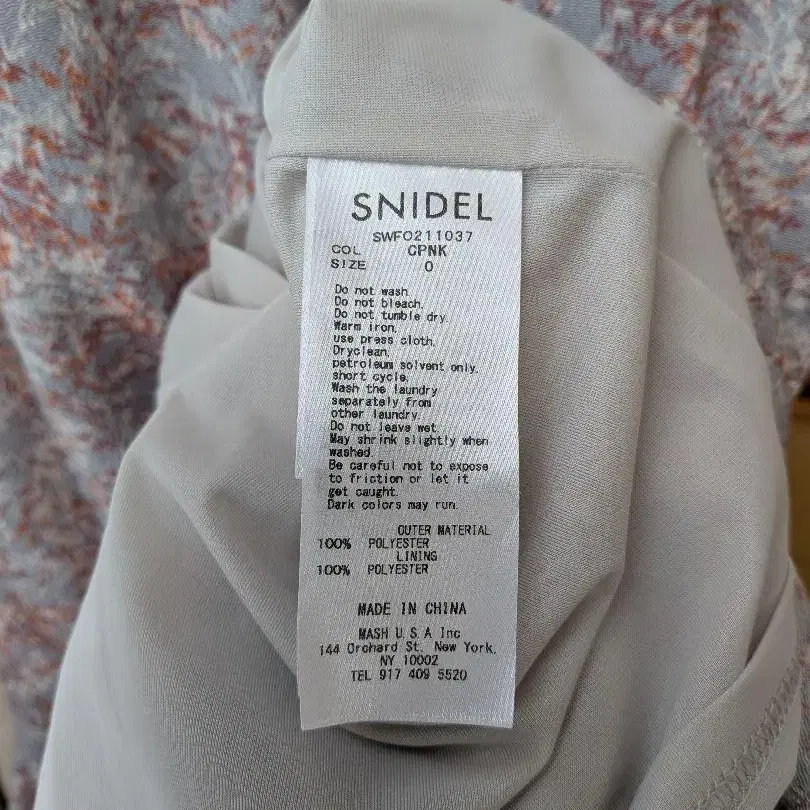 SNIDEL
SWFO211037
COL CPNK
SIZE 0
Do not wash
Do not bleach.
Do not tumble dry.
Warm iron.
use press cloth.
Dryclean.
petroleum solvent only.
short cycle.
Wash the laundry
separately from
other laundry.
Do not leave wet
May shrink slightly when
washed.
Be careful not to expose
to friction or let it
get caught.
Dark colors may run.
OUTER MATERIAL
100% POLYESTER
LINING
100% POLYESTER
MADE IN CHINA
MASH U S A Inc
144 Orchard St. New York.
NY 10002
TEL 917 409 5520